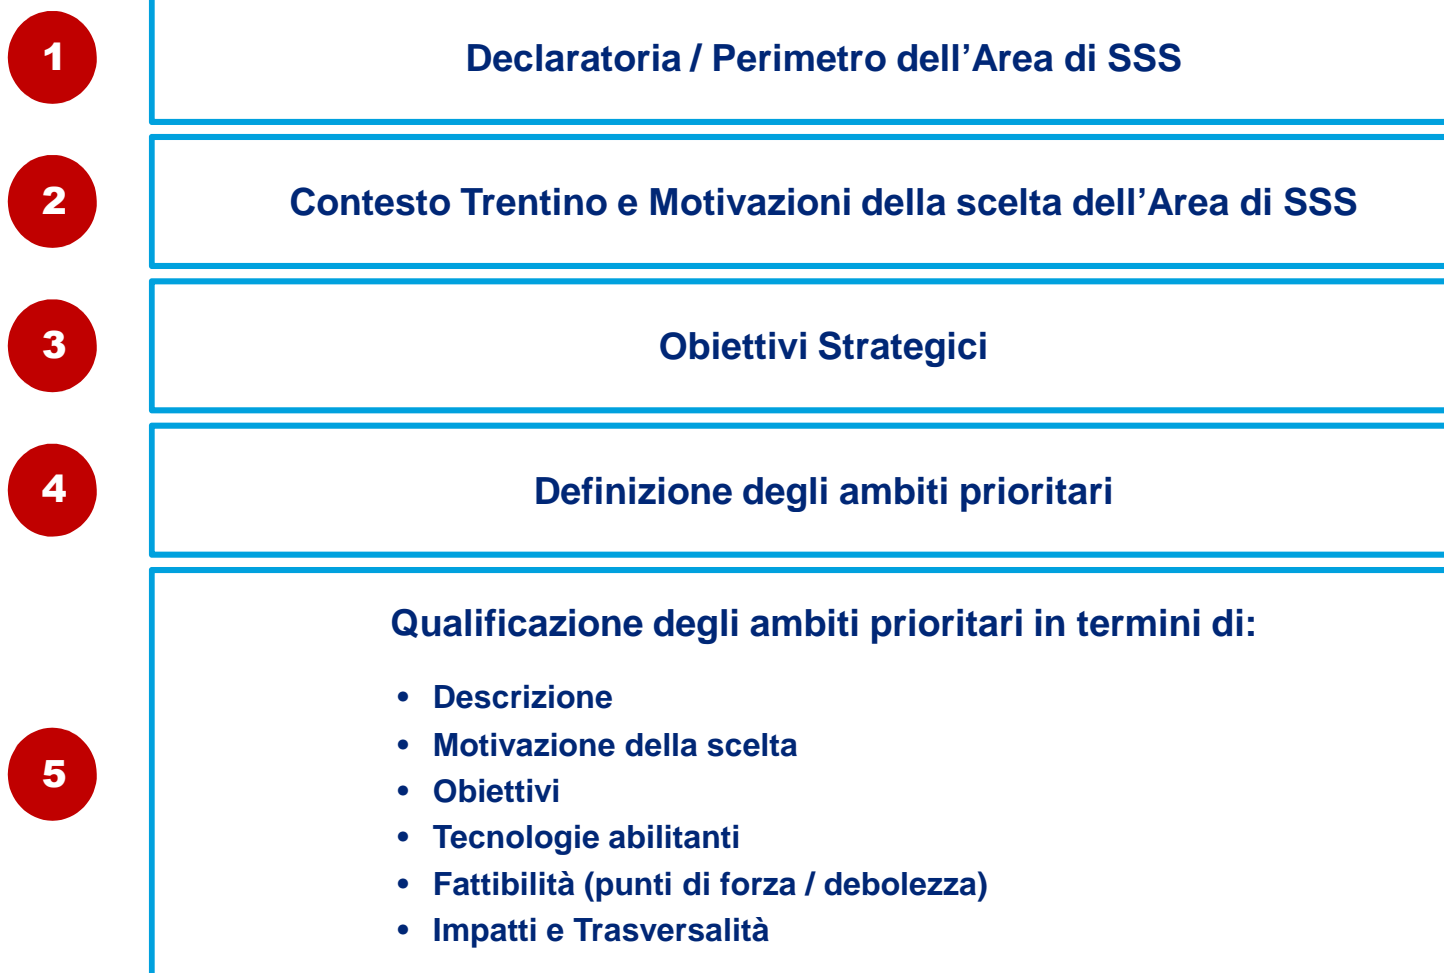 1
Declaratoria / Perimetro dell’Area di SSS
2
Contesto Trentino e Motivazioni della scelta dell’Area di SSS
3
Obiettivi Strategici
4
Definizione degli ambiti prioritari
5
Qualificazione degli ambiti prioritari in termini di:
• Descrizione
• Motivazione della scelta
• Obiettivi
• Tecnologie abilitanti
• Fattibilità (punti di forza / debolezza)
• Impatti e Trasversalità